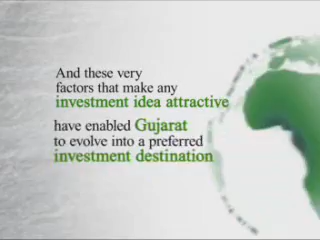 And these very
factors that make any
investment idea attractive
have enabled Gujarat
to evolve into a preferred
investment destination